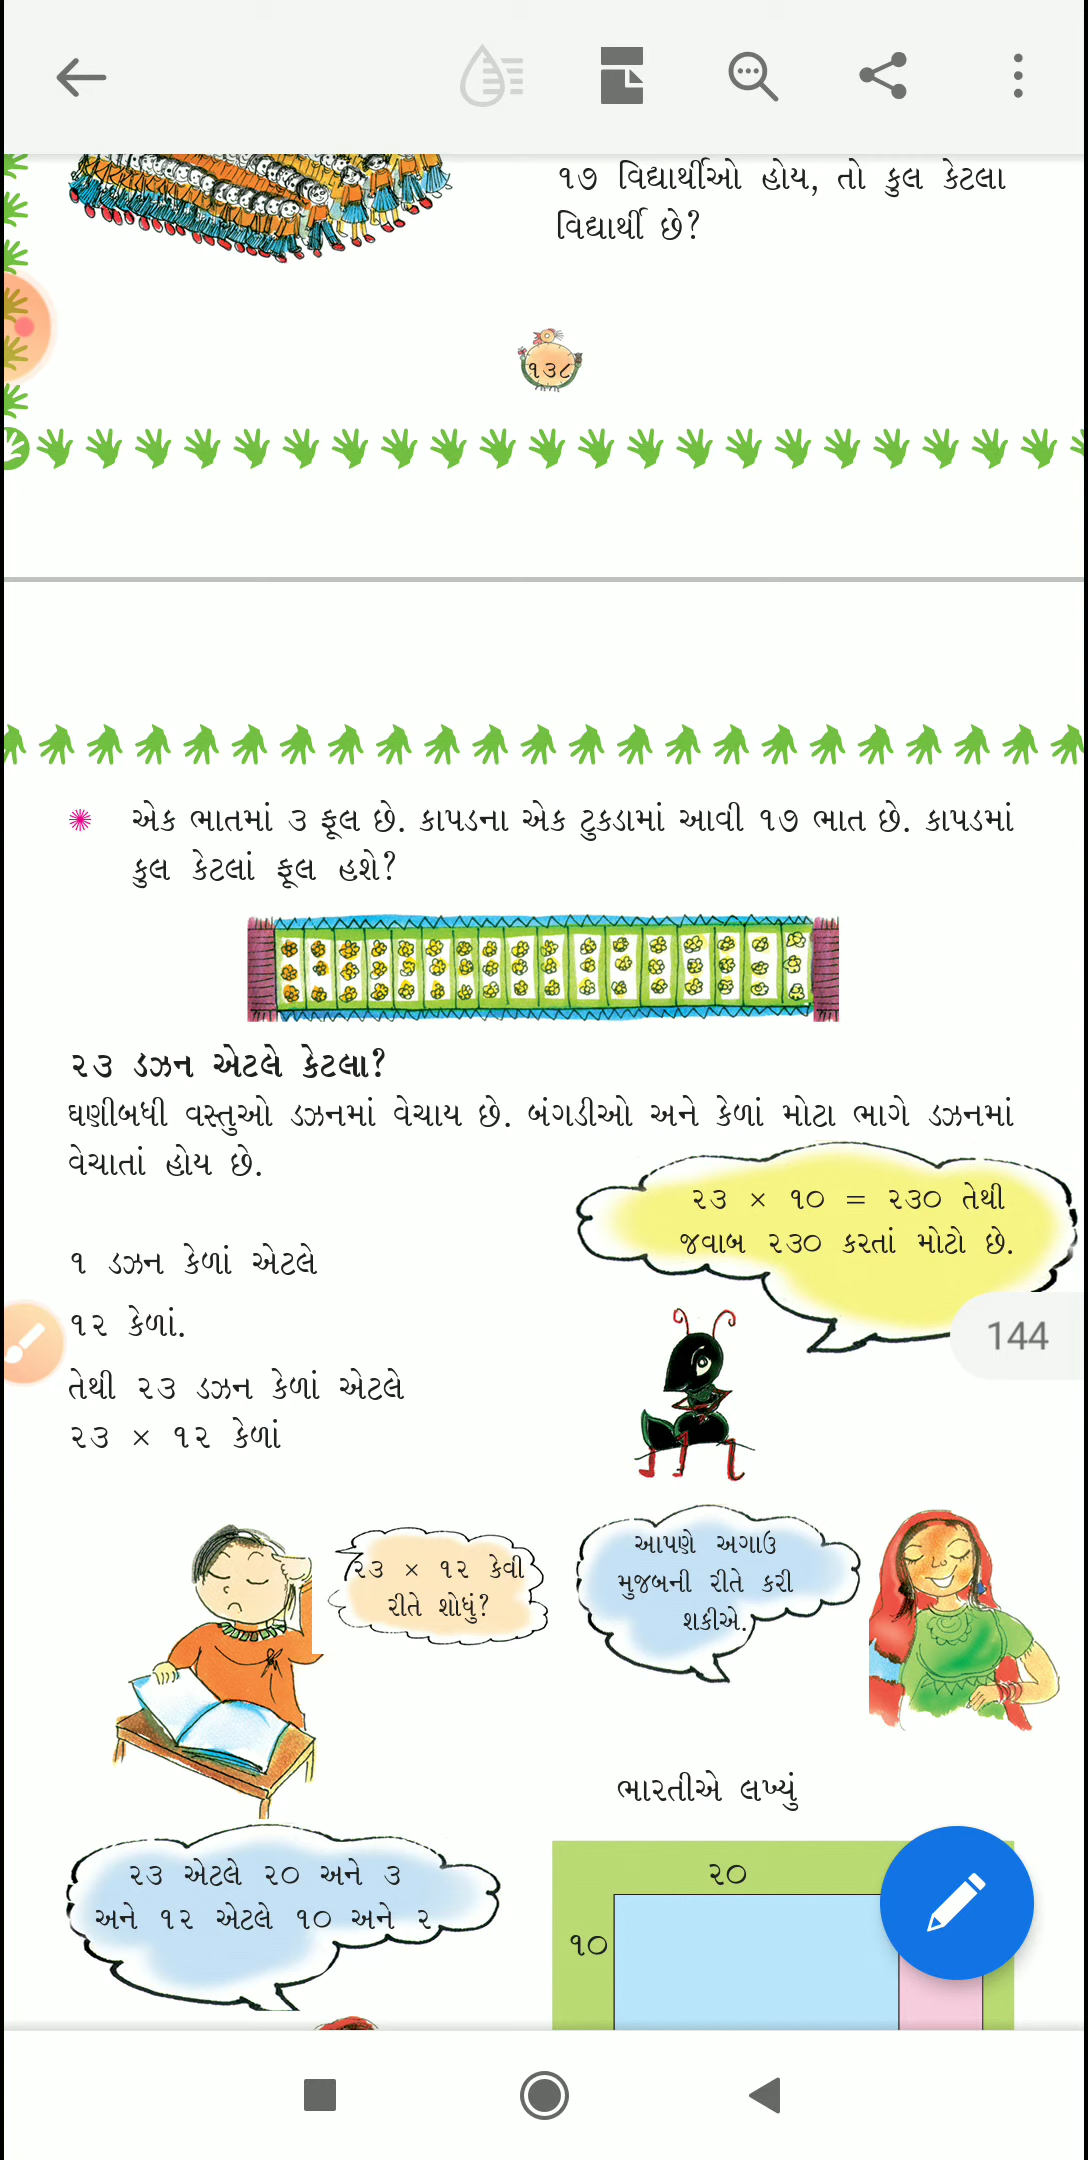 ૧૭ વિદ્યાર્થીઓ હોય, તો કુલ કેટલા
વિદ્યાર્થી છે?
૧૩૮
એક ભાતમાં ૩ ફૂલ છે. કાપડના એક ટુકડામાં આવી ૧૭ ભાત છે. કાપડમાં
કુલ કેટલાં ફૂલ હશે?
૨૩ ડઝન એટલે કેટલા?
ઘણીબધી વસ્તુઓ ડઝનમાં વેચાય છે. બંગડીઓ અને કેળાં મોટા ભાગે ડઝનમાં
વેચાતાં હોય છે.
૨૩ × ૧૦ = ૨૩૦ તેથી
જવાબ ૨૩૦ કરતાં મોટો છે.
૧ ડઝન કેળાં એટલે
૧૨ કેળાં.
144
તેથી ૨૩ ડઝન કેળાં એટલે
૨૩ × ૧૨ કેળાં
૨૩ × ૧૨ કેવી
રીતે શોધું?
આપણે અગાઉ
મુજબની રીતે કરી
શકીએ.
ભારતીએ લખ્યું
૨૩ એટલે ૨૦ અને ૩
અને ૧૨ એટલે ૧૦ અને ૨
૨૦
૧૦